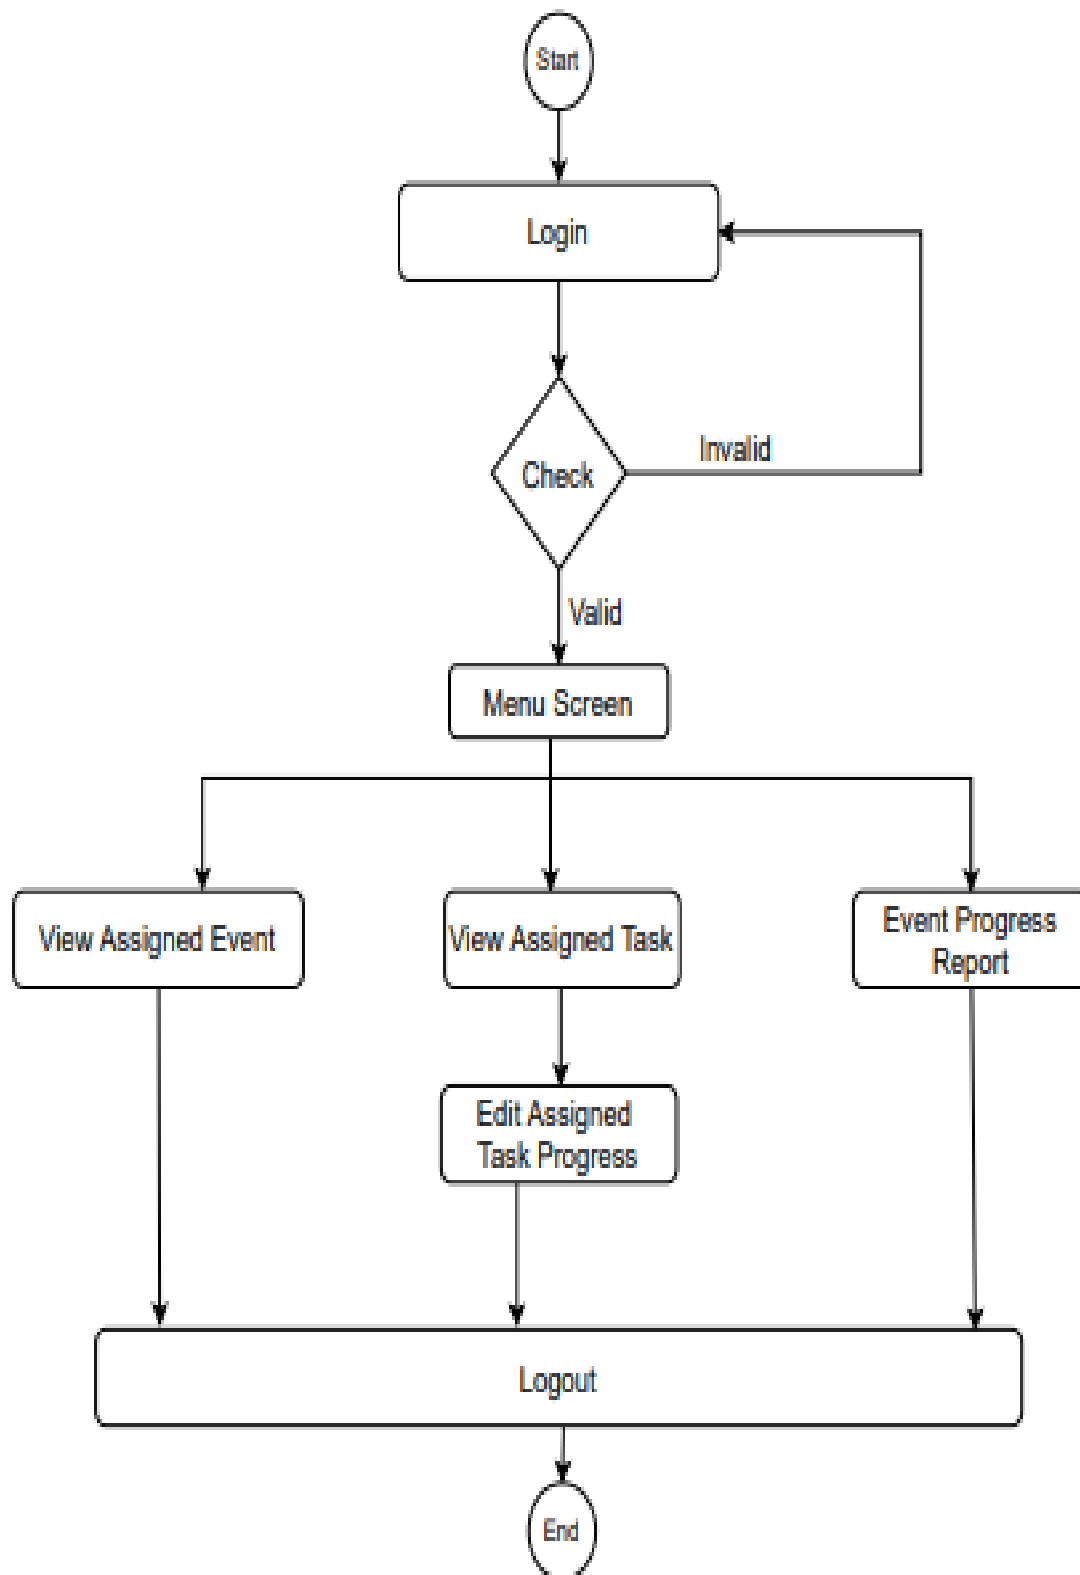 Start
Login
Invalid
Check
Valid
Menu Screen
View Assigned Event
View Assigned Task
Event Progress
Report
Edit Assigned
Task Progress
Logout
End